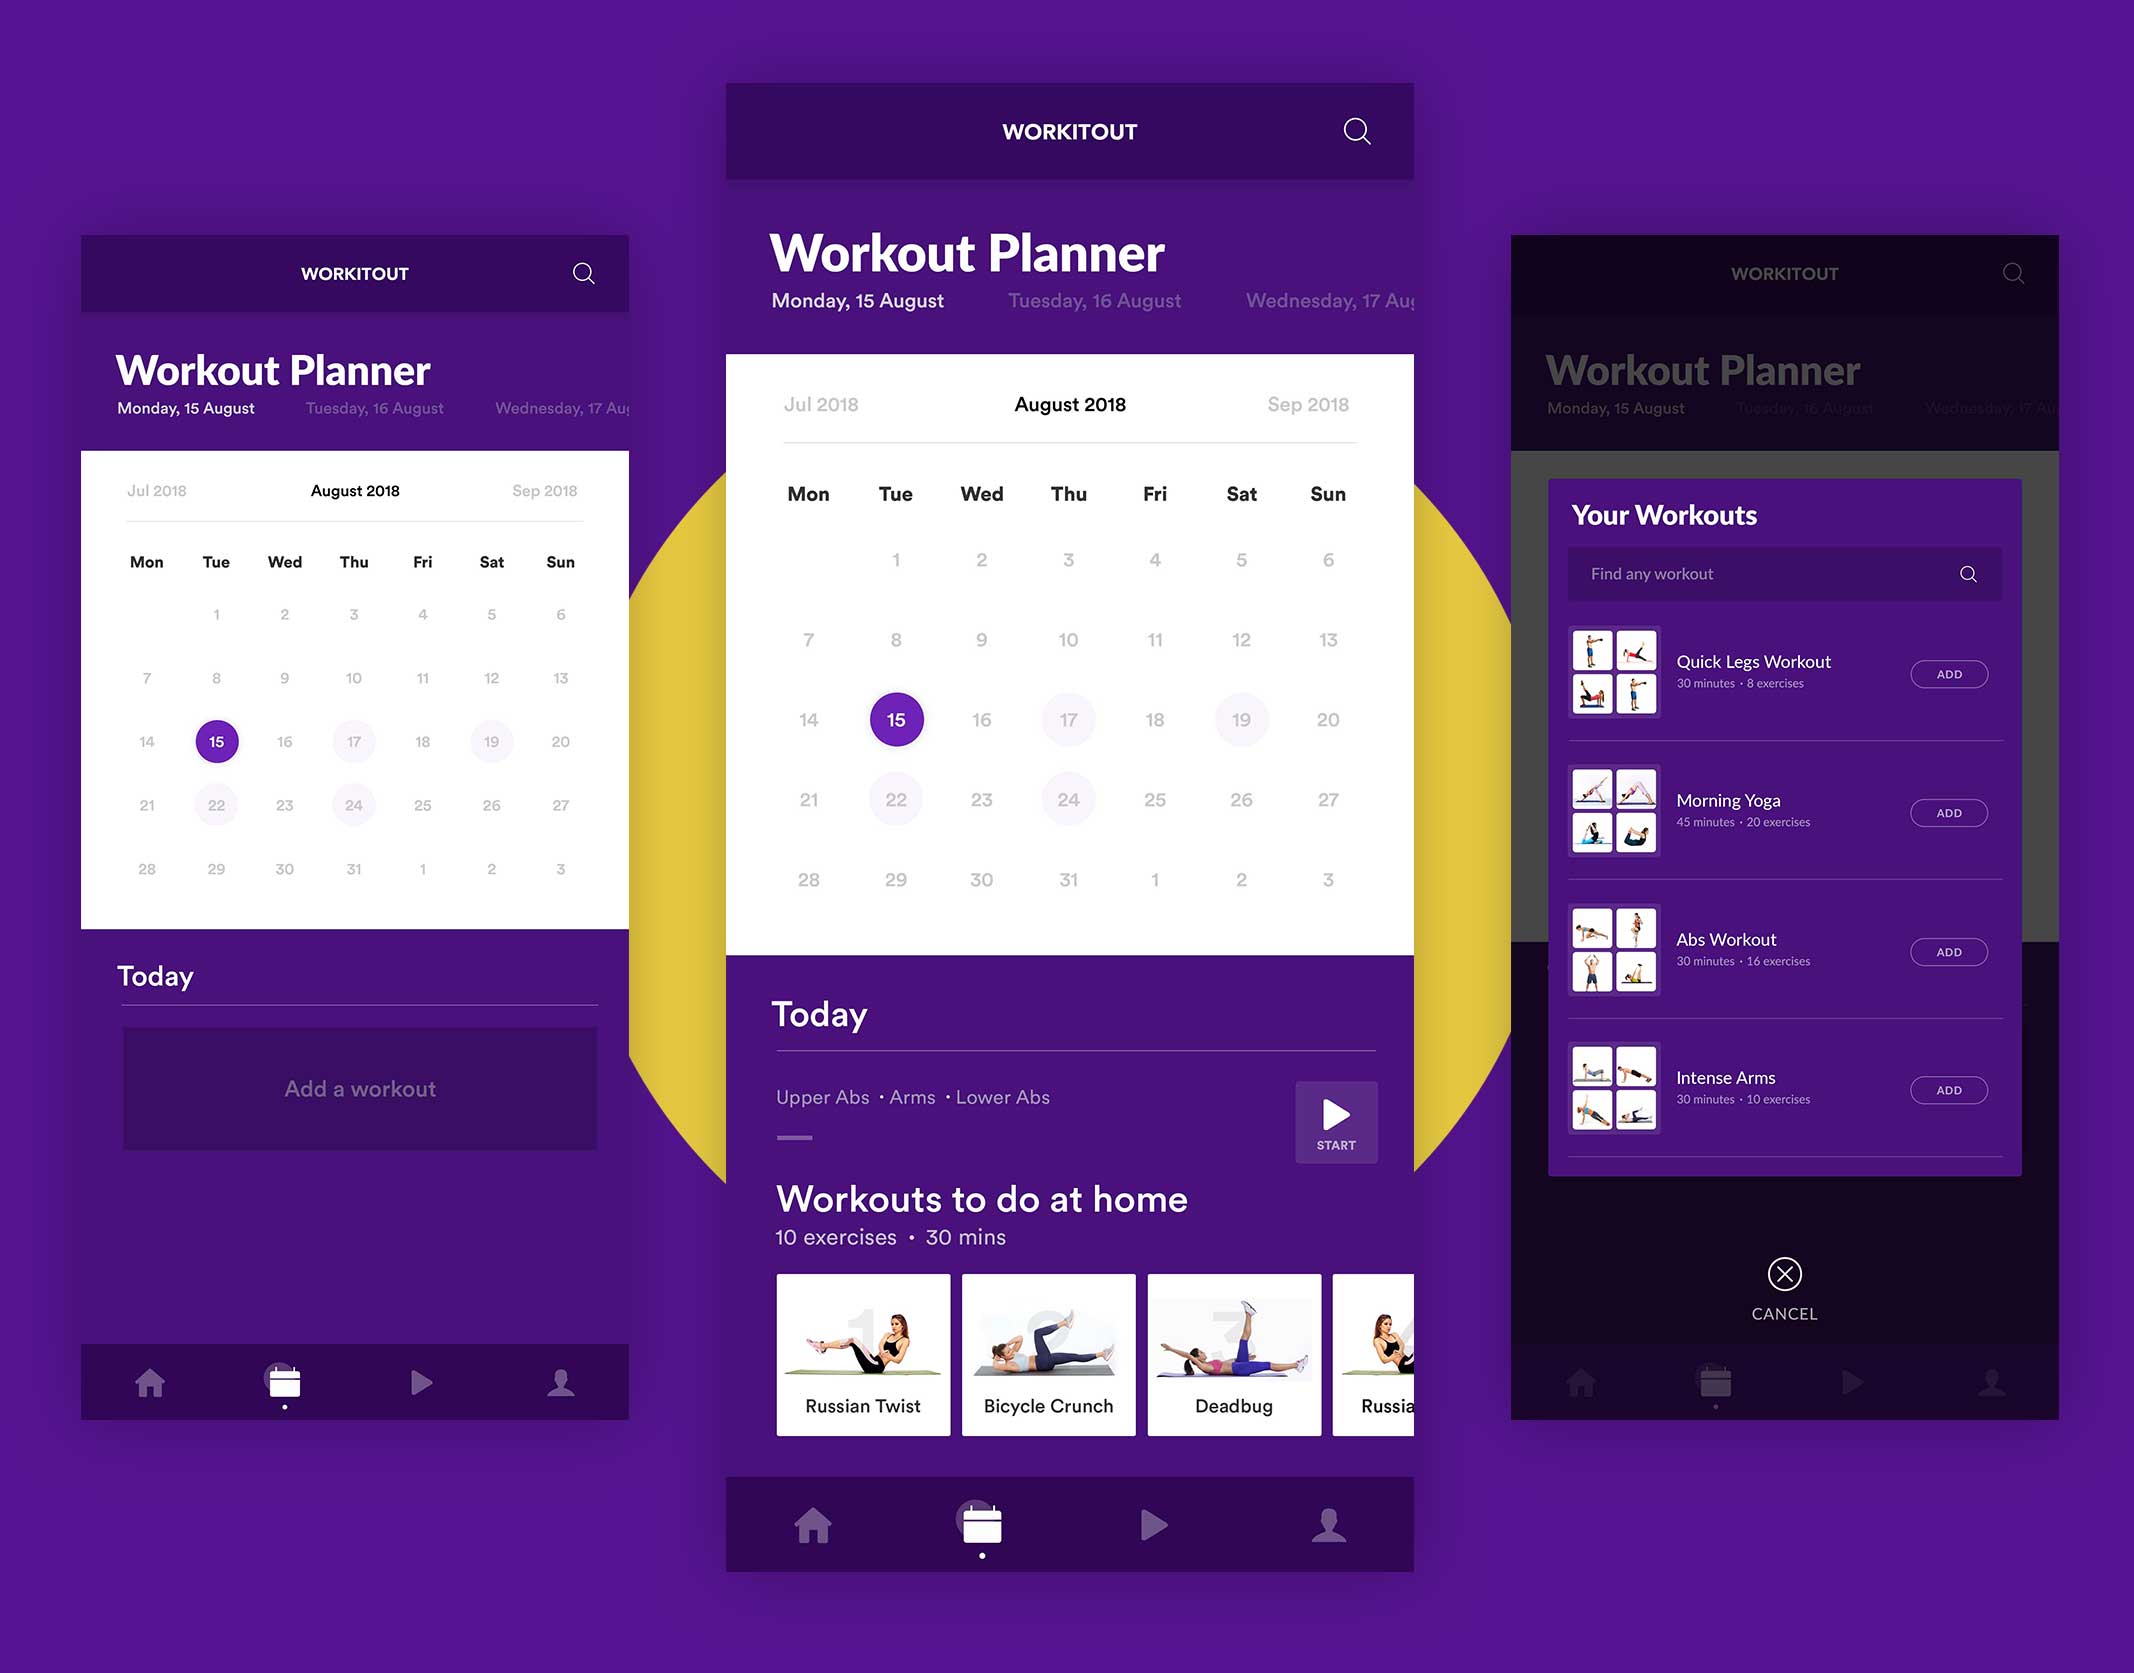 WORKITOUT
Workout Planner
Monday, 15 August Tuesday, 16 August Wednesday, 17 Aug
Jul 2018 August 2018 Sep 2018
Mon Tue Wed Thu Fri Sat Sun
1 2 3 4 5 6
7 8 9 10 11 12 13
14 15 16 17 18 19 20
21 22 23 24 25 26 27
28 29 30 31 1 2 3
Today
Add a workout
WORKITOUT
Workout Planner
Monday, 15 August Tuesday, 16 August Wednesday, 17 Aug
Jul 2018 August 2018 Sep 2018
Mon Tue Wed Thu Fri Sat Sun
1 2 3 4 5 6
7 8 9 10 11 12 13
14 15 16 17 18 19 20
21 22 23 24 25 26 27
28 29 30 31 1 2 3
Today
Upper Abs • Arms • Lower Abs
START
Workouts to do at home
10 exercises • 30 mins
1 2 3 4
Russian Twist Bicycle Crunch Deadbug Russia
WORKITOUT
Workout Planner
Monday, 15 August Tuesday, 16 August Wednesday, 17 Au
Your Workouts
Find any workout
Quick Legs Workout
30 minutes • 8 exercises
ADD
Morning Yoga
45 minutes • 20 exercises
ADD
Abs Workout
30 minutes • 16 exercises
ADD
Intense Arms
30 minutes • 10 exercises
ADD
CANCEL